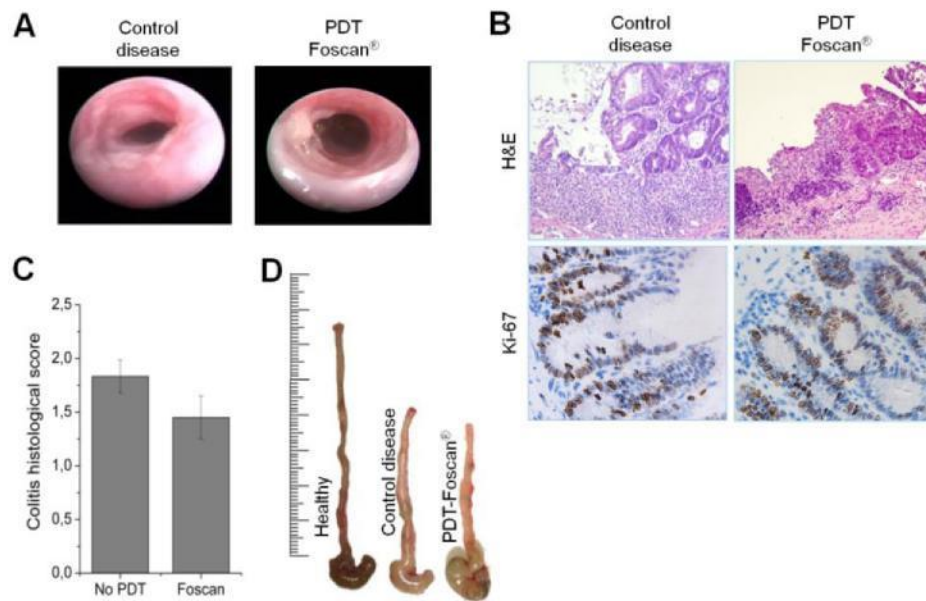 A
Control
disease
PDT
Foscan®
B
Control
disease
PDT
Foscan®
H&E
Ki-67
C
Colitis histological score
2,5
2,0
1,5
1,0
0,5
0,0
No PDT
Foscan
D
Healthy
Control disease
PDT-Foscan®